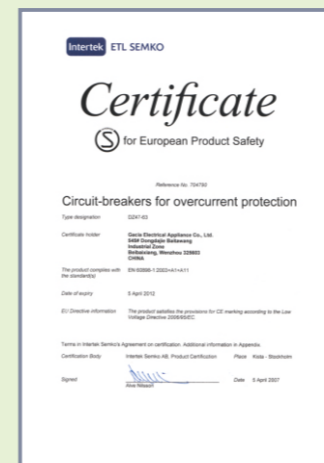 Intertek ETL SEMKO
Certificate
S for European Product Safety
Reference No. 704793
Circuit-breakers for overcurrent protection
Type designation DZ47-63
Certificate holder Gacia Electrical Appliance Co., Ltd.
Industrial Zone
Beibaixiang, Wenzhou 325603
CHINA
The product complies with EN 60898-1:2003+A1+A11
the standard(s)
Date of expiry 5 April 2012
EU Directive information The product satisfies the provisions for CE marking according to the Low
Voltage Directive 2006/95/EC
Terms in Intertek Semko's Agreement on certification. Additional information in Appendix.
Certification Body Intertek Semko AB, Product Certification Place Kista - Stockholm
Signed Date 5 April 2007